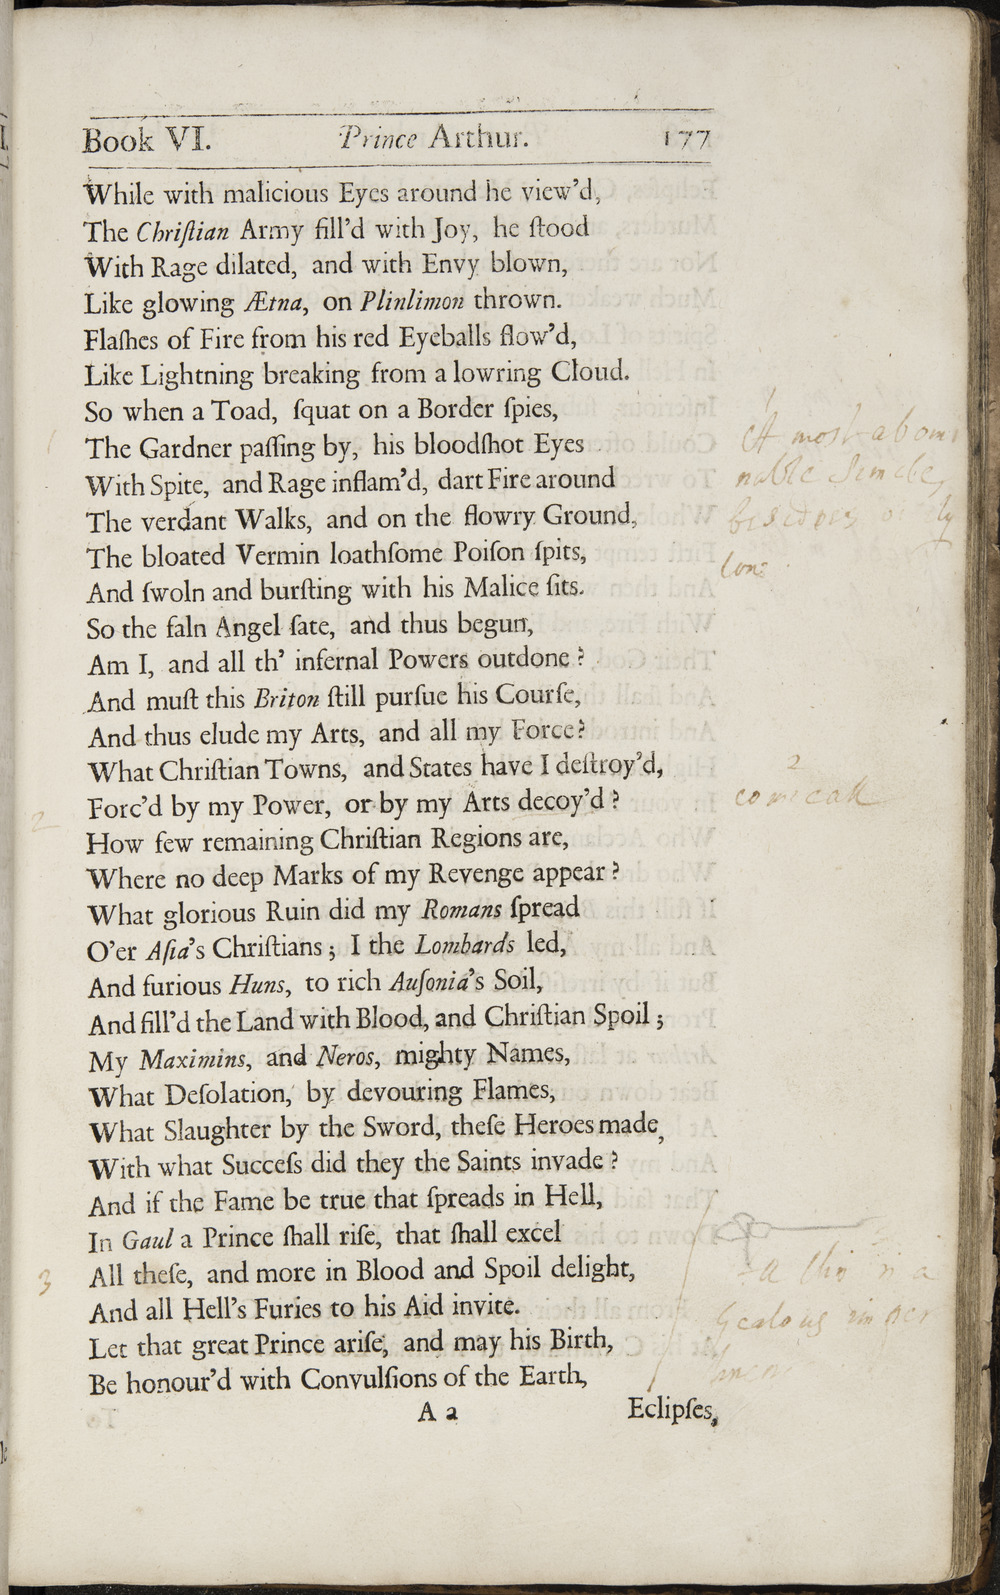 Book VI. Prince Arthur. 177
While with malicious Eyes around he view'd,
The Chriſtian Army fill'd with Joy, he ſtood
With Rage dilated, and with Envy blown,
Like glowing Ætna, on Plinlimon thrown.
Flaſhes of Fire from his red Eyeballs flow'd,
Like Lightning breaking from a lowring Cloud.
So when a Toad, ſquat on a Border ſpies,
The Gardner paſſing by, his bloodſhot Eyes
With Spite, and Rage inflam'd, dart Fire around
The verdant Walks, and on the flowry Ground,
The bloated Vermin loathſome Poiſon ſpits,
And ſwoln and burſting with his Malice ſits.
So the faln Angel ſate, and thus begun,
Am I, and all th' infernal Powers outdone?
And muſt this Briton ſtill purſue his Courſe,
And thus elude my Arts, and all my Force?
What Chriſtian Towns, and States have I deſtroy'd,
Forc'd by my Power, or by my Arts decoy'd?
How few remaining Chriſtian Regions are,
Where no deep Marks of my Revenge appear?
What glorious Ruin did my Romans ſpread
O'er Aſia's Chriſtians; I the Lombards led,
And furious Huns, to rich Auſonia's Soil,
And fill'd the Land with Blood, and Chriſtian Spoil;
My Maximins, and Neros, mighty Names,
What Deſolation, by devouring Flames,
What Slaughter by the Sword, theſe Heroes made,
With what Succeſs did they the Saints invade?
And if the Fame be true that ſpreads in Hell,
In Gaul a Prince ſhall riſe, that ſhall excel
All theſe, and more in Blood and Spoil delight,
And all Hell's Furies to his Aid invite.
Let that great Prince ariſe, and may his Birth,
Be honour'd with Convulſions of the Earth,
A a Eclipſes,
A most abomi
nable Simile,
besides
2
comicall
2
3
a